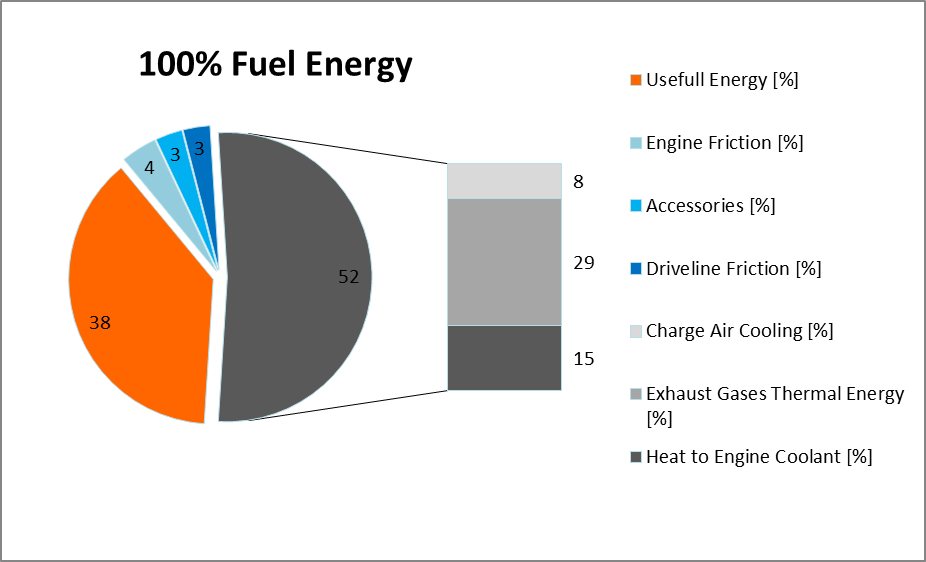 100% Fuel Energy
4
3
3
52
38
8
29
15
Usefull Energy [%]
Engine Friction [%]
Accessories [%]
Driveline Friction [%]
Charge Air Cooling [%]
Exhaust Gases Thermal Energy
[%]
Heat to Engine Coolant [%]